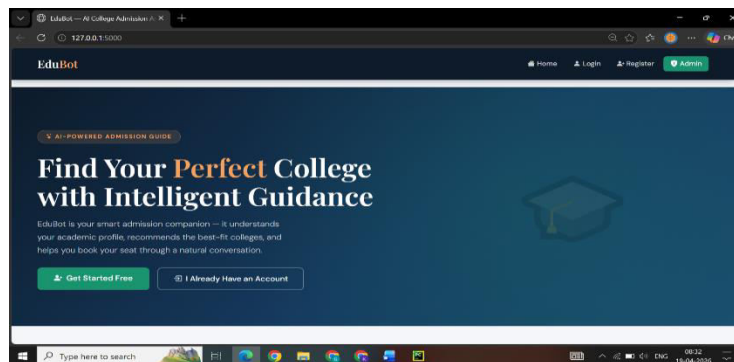 EduBot — AI College Admission A
127.0.0.1:5000
EduBot
Home Login Register Admin
AI-POWERED ADMISSION GUIDE
Find Your Perfect College
with Intelligent Guidance
EduBot is your smart admission companion — it understands
your academic profile, recommends the best-fit colleges, and
helps you book your seat through a natural conversation.
Get Started Free I Already Have an Account
Type here to search
ENG
08:32
19-04-2026